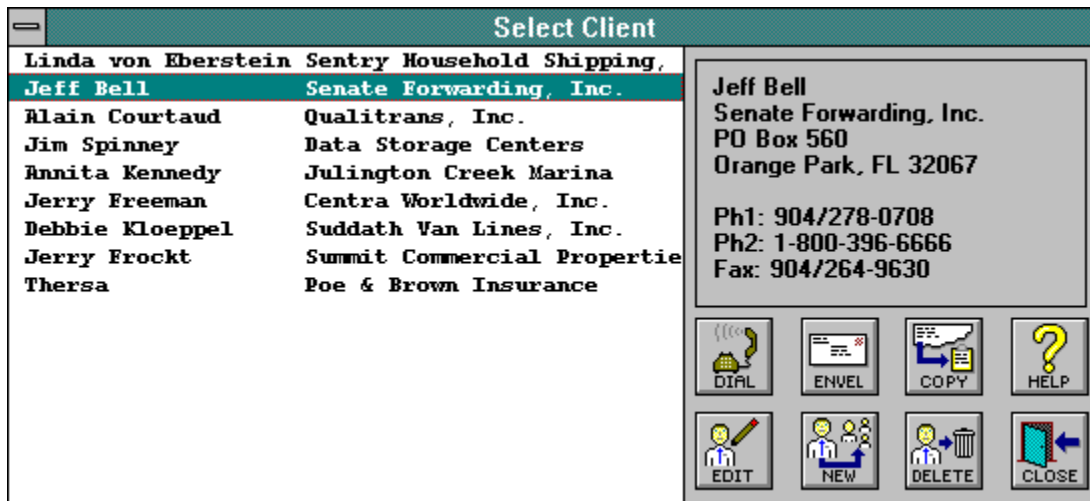 Select Client
Linda von Eberstein Sentry Household Shipping,
Jeff Bell Senate Forwarding, Inc.
Alain Courtaud Qualitrans, Inc.
Jim Spinney Data Storage Centers
Annita Kennedy Julington Creek Marina
Jerry Freeman Centra Worldwide, Inc.
Debbie Kloeppel Suddath Van Lines, Inc.
Jerry Frockt Summit Commercial Propertie
Thersa Poe & Brown Insurance
Jeff Bell
Senate Forwarding, Inc.
PO Box 560
Orange Park, FL 32067
Ph1: 904/278-0708
Ph2: 1-800-396-6666
Fax: 904/264-9630
DIAL ENVEL COPY HELP
EDIT NEW DELETE CLOSE